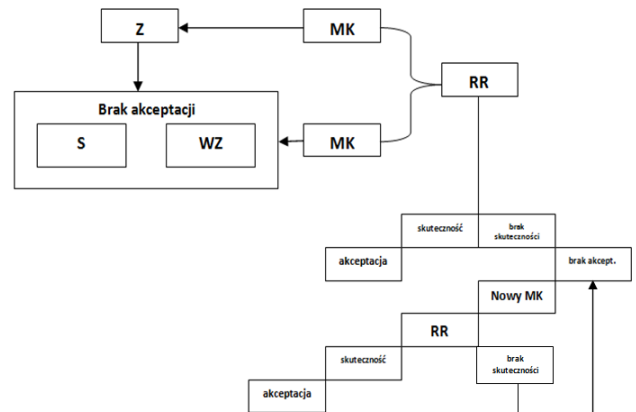 Z
MK
RR
Brak akceptacji
S
WZ
MK
skuteczność
brak
skuteczności
akceptacja
brak akcept.
Nowy MK
RR
skuteczność
brak
skuteczności
akceptacja